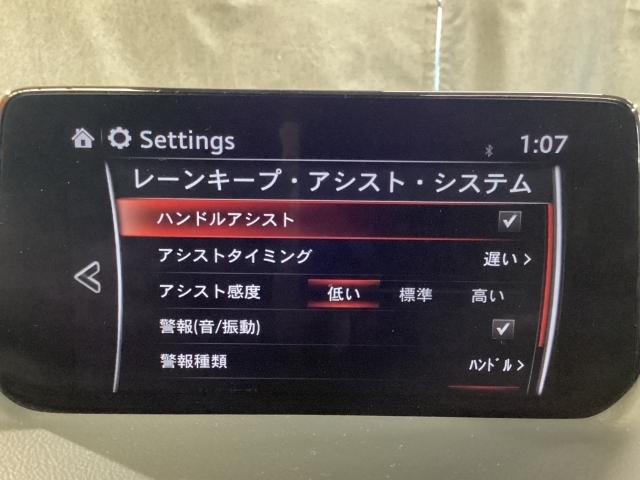 Settings 1:07
レーンキープ・アシスト・システム
ハンドルアシスト
アシストタイミング 遅い
アシスト感度 低い 標準 高い
警報(音/振動)
警報種類 ﾊﾝﾄﾞﾙ